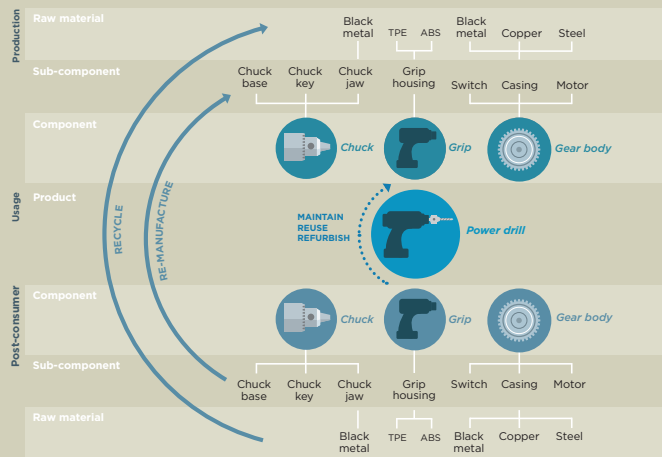 Production
Raw material
Black
metal
TPE ABS
Black
metal
Copper
Steel
Sub-component
Chuck
base
Chuck
key
Chuck
jaw
Grip
housing
Switch
Casing
Motor
Component
Chuck
Grip
Gear body
Usage
Product
RECYCLE
RE-MANUFACTURE
MAINTAIN
REUSE
REFURBISH
Power drill
Post-consumer
Component
Chuck
Grip
Gear body
Sub-component
Chuck
base
Chuck
key
Chuck
jaw
Grip
housing
Switch
Casing
Motor
Raw material
Black
metal
TPE ABS
Black
metal
Copper
Steel